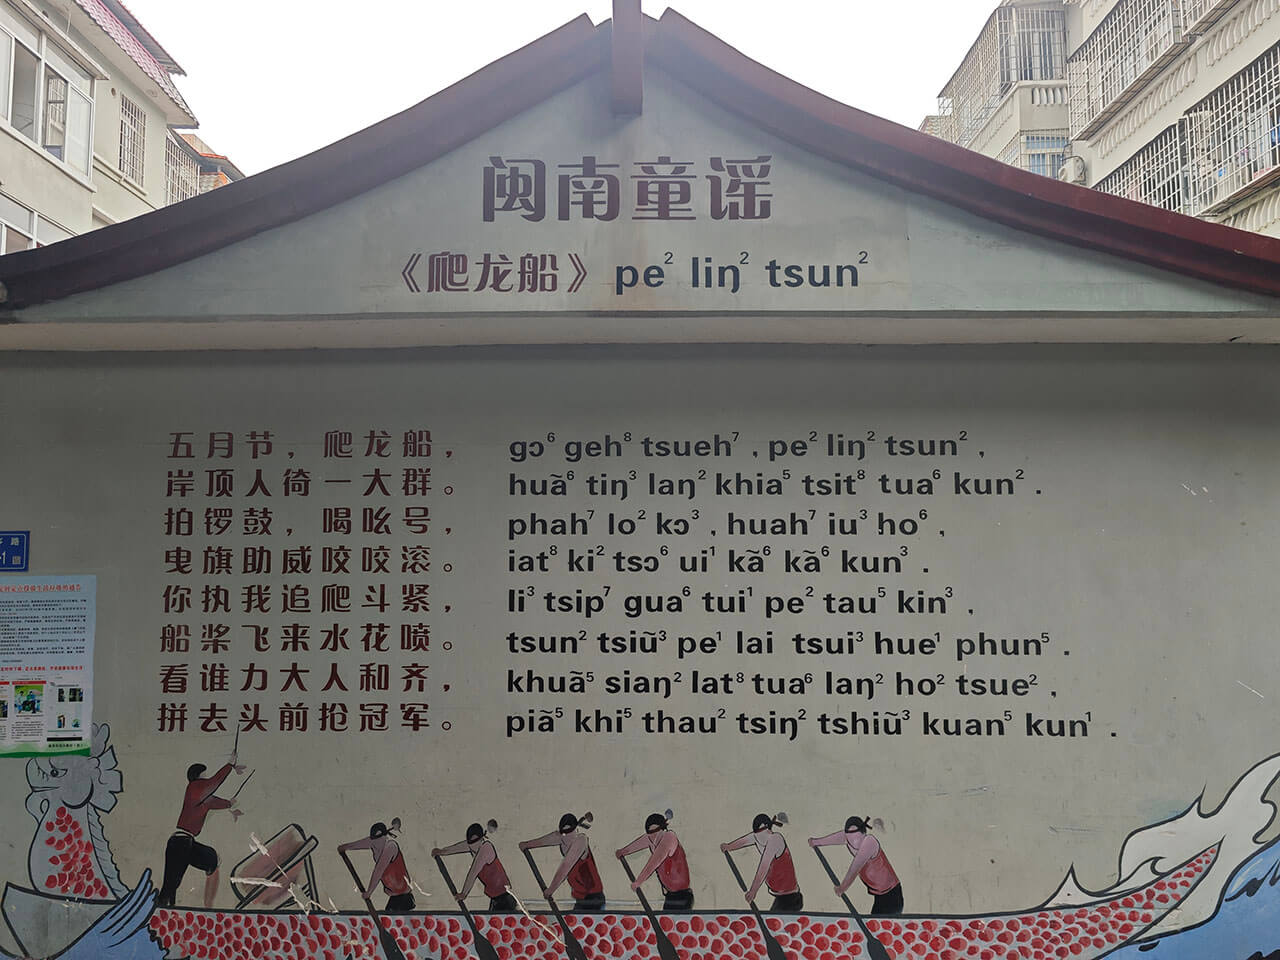 闽南童谣
《爬龙船》 pe² liŋ² tsun²
五月节，爬龙船， gɔ⁶ geh⁸ tsueh⁷ , pe² liŋ² tsun² ,
岸顶人徛一大群。 huã⁶ tiŋ³ laŋ² khia⁵ tsit⁸ tua⁶ kun² .
拍锣鼓，喝吆号， phah⁷ lo² kɔ³ , huah⁷ iu³ ho⁶ ,
曳旗助威咬咬滚。 iat⁸ ki² tsɔ⁶ ui¹ kã⁶ kã⁶ kun³ .
你执我追爬斗紧， li³ tsip⁷ gua⁶ tui¹ pe² tau⁵ kin³ ,
船桨飞来水花喷。 tsun² tsiũ³ pe¹ lai tsui³ hue¹ phun⁵ .
看谁力大人和齐， khuã⁵ siaŋ² lat⁸ tua⁶ laŋ² ho² tsue² ,
拼去头前抢冠军。 piã⁵ khi⁵ thau² tsiŋ² tshiũ³ kuan⁵ kun¹ .